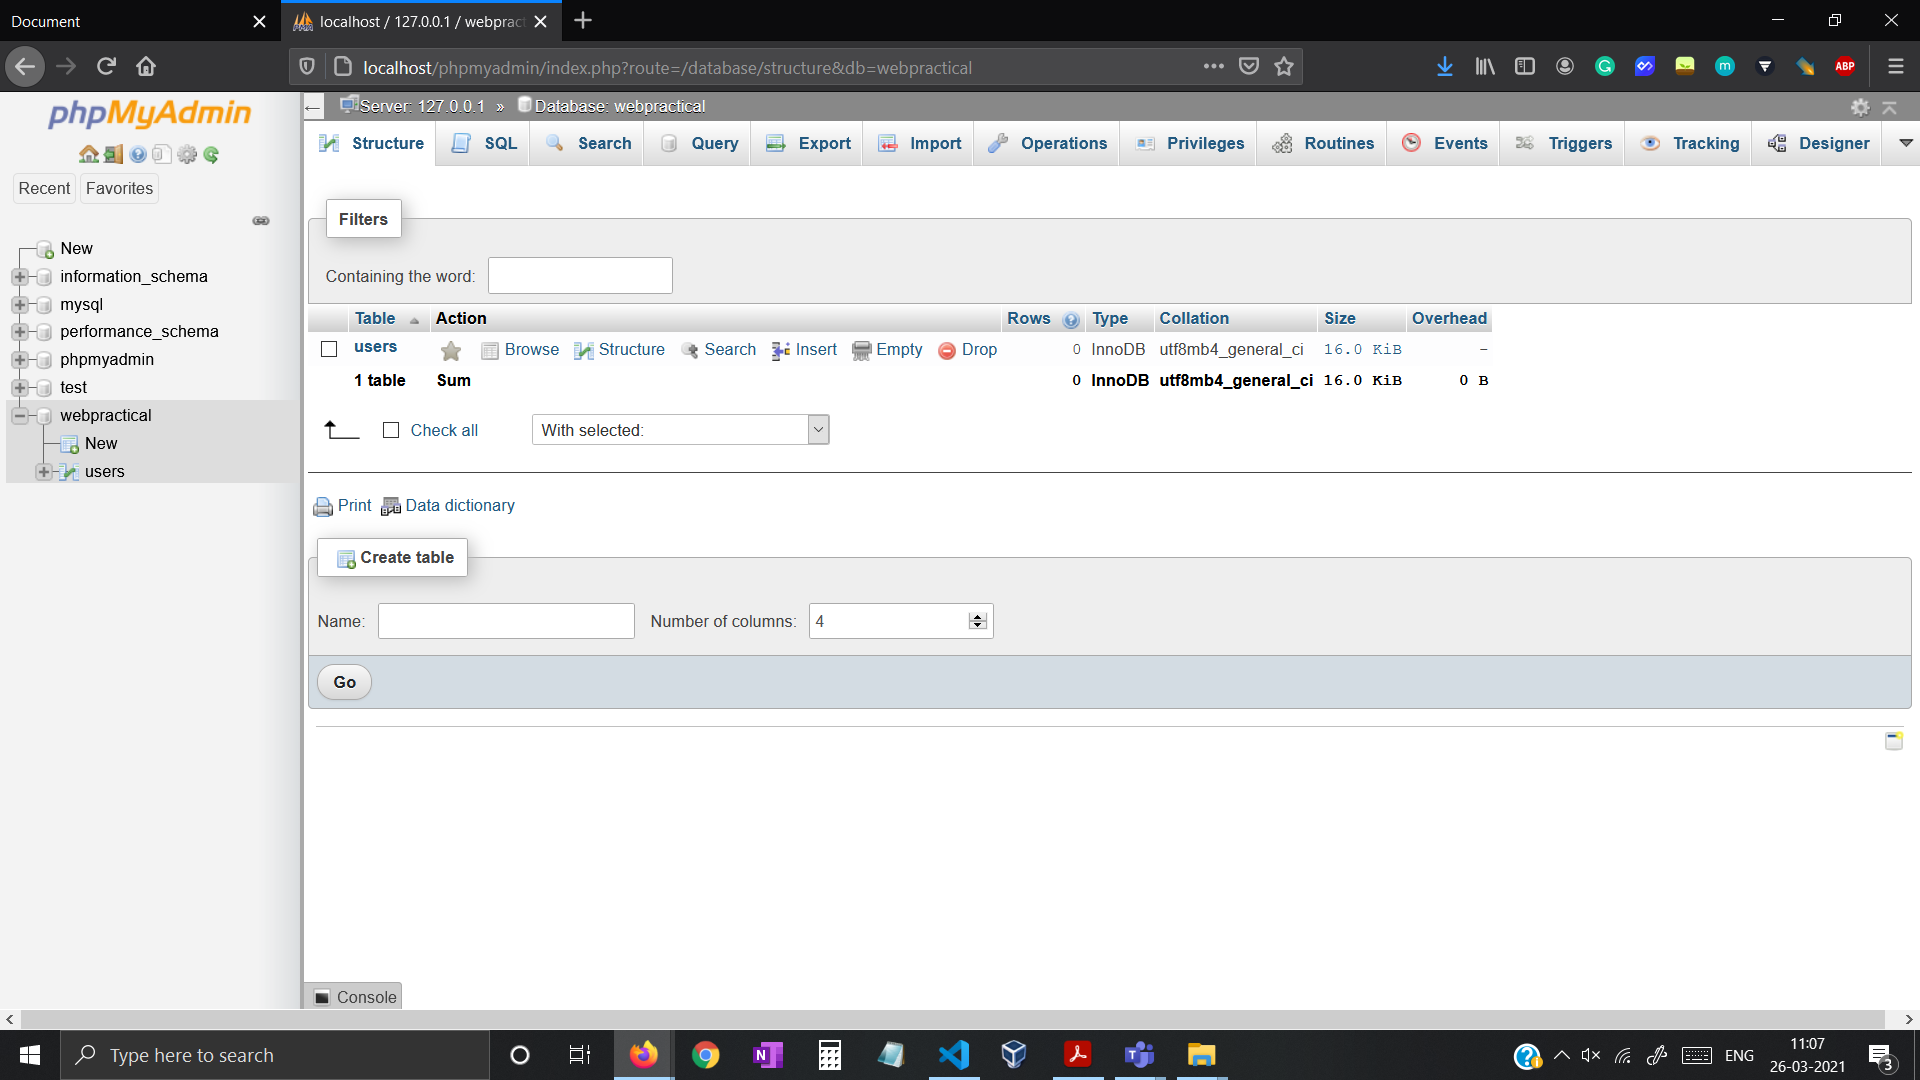 Document
localhost / 127.0.0.1 / webpract
localhost/phpmyadmin/index.php?route=/database/structure&db=webpractical
ABP
phpMyAdmin
Recent Favorites
New
information_schema
mysql
performance_schema
phpmyadmin
test
webpractical
New
users
Server: 127.0.0.1 » Database: webpractical
Structure SQL Search Query Export Import Operations Privileges Routines Events Triggers Tracking Designer
Filters
Containing the word:
Table Action Rows Type Collation Size Overhead
users Browse Structure Search Insert Empty Drop 0 InnoDB utf8mb4_general_ci 16.0 KiB -
1 table Sum 0 InnoDB utf8mb4_general_ci 16.0 KiB 0 B
Check all With selected:
Print Data dictionary
Create table
Name: Number of columns: 4
Go
Console
Type here to search
ENG
11:07
26-03-2021
3